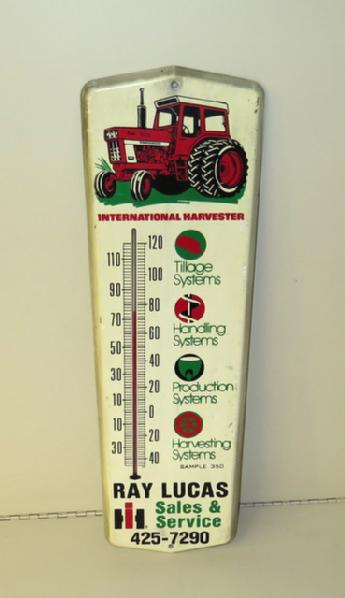 INTERNATIONAL HARVESTER
120
110
100
90
80
70
60
50
40
30
20
10
0
10
20
30
40
Tillage
Systems
Handling
Systems
Production
Systems
Harvesting
Systems
SAMPLE 350
RAY LUCAS
IH Sales &
Service
425-7290